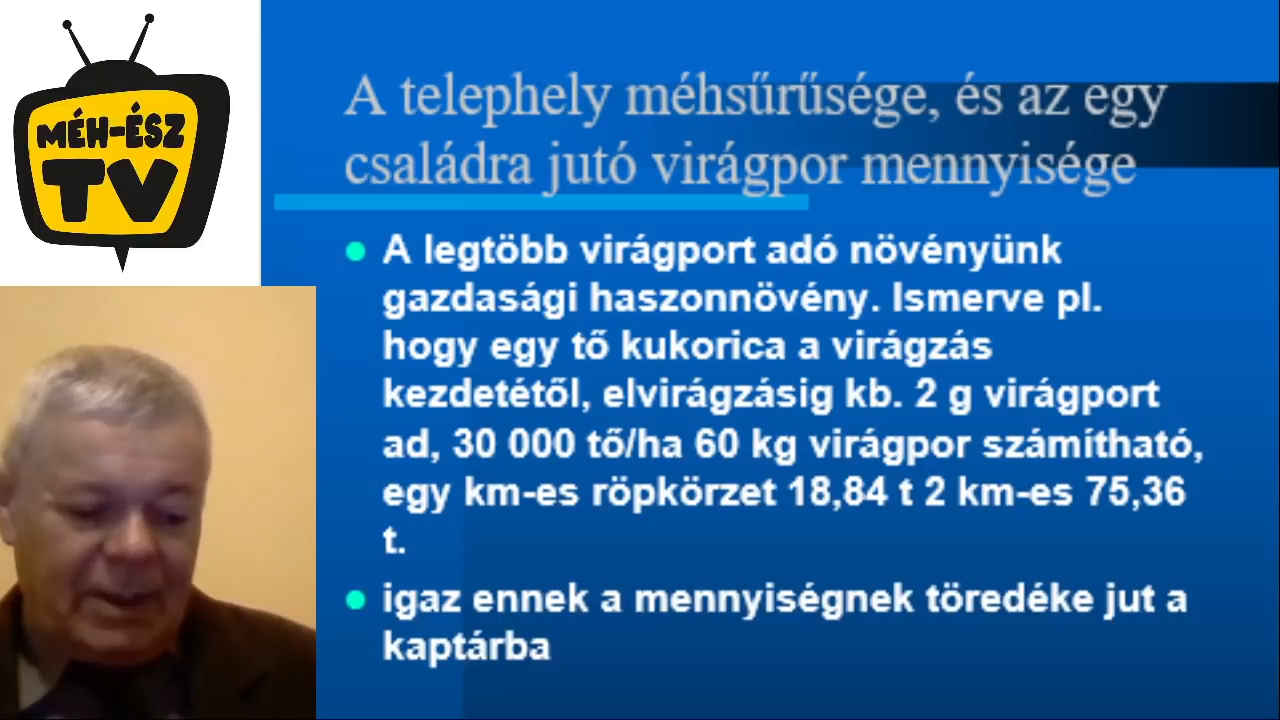 MÉH-ÉSZ
TV
A telephely méhsűrűsége, és az egy
családra jutó virágpor mennyisége
A legtöbb virágport adó növényünk
gazdasági haszonnövény. Ismerve pl.
hogy egy tő kukorica a virágzás
kezdetétől, elvirágzásig kb. 2 g virágport
ad, 30 000 tő/ha 60 kg virágpor számítható,
egy km-es röpkörzet 18,84 t 2 km-es 75,36
t.
igaz ennek a mennyiségnek töredéke jut a
kaptárba